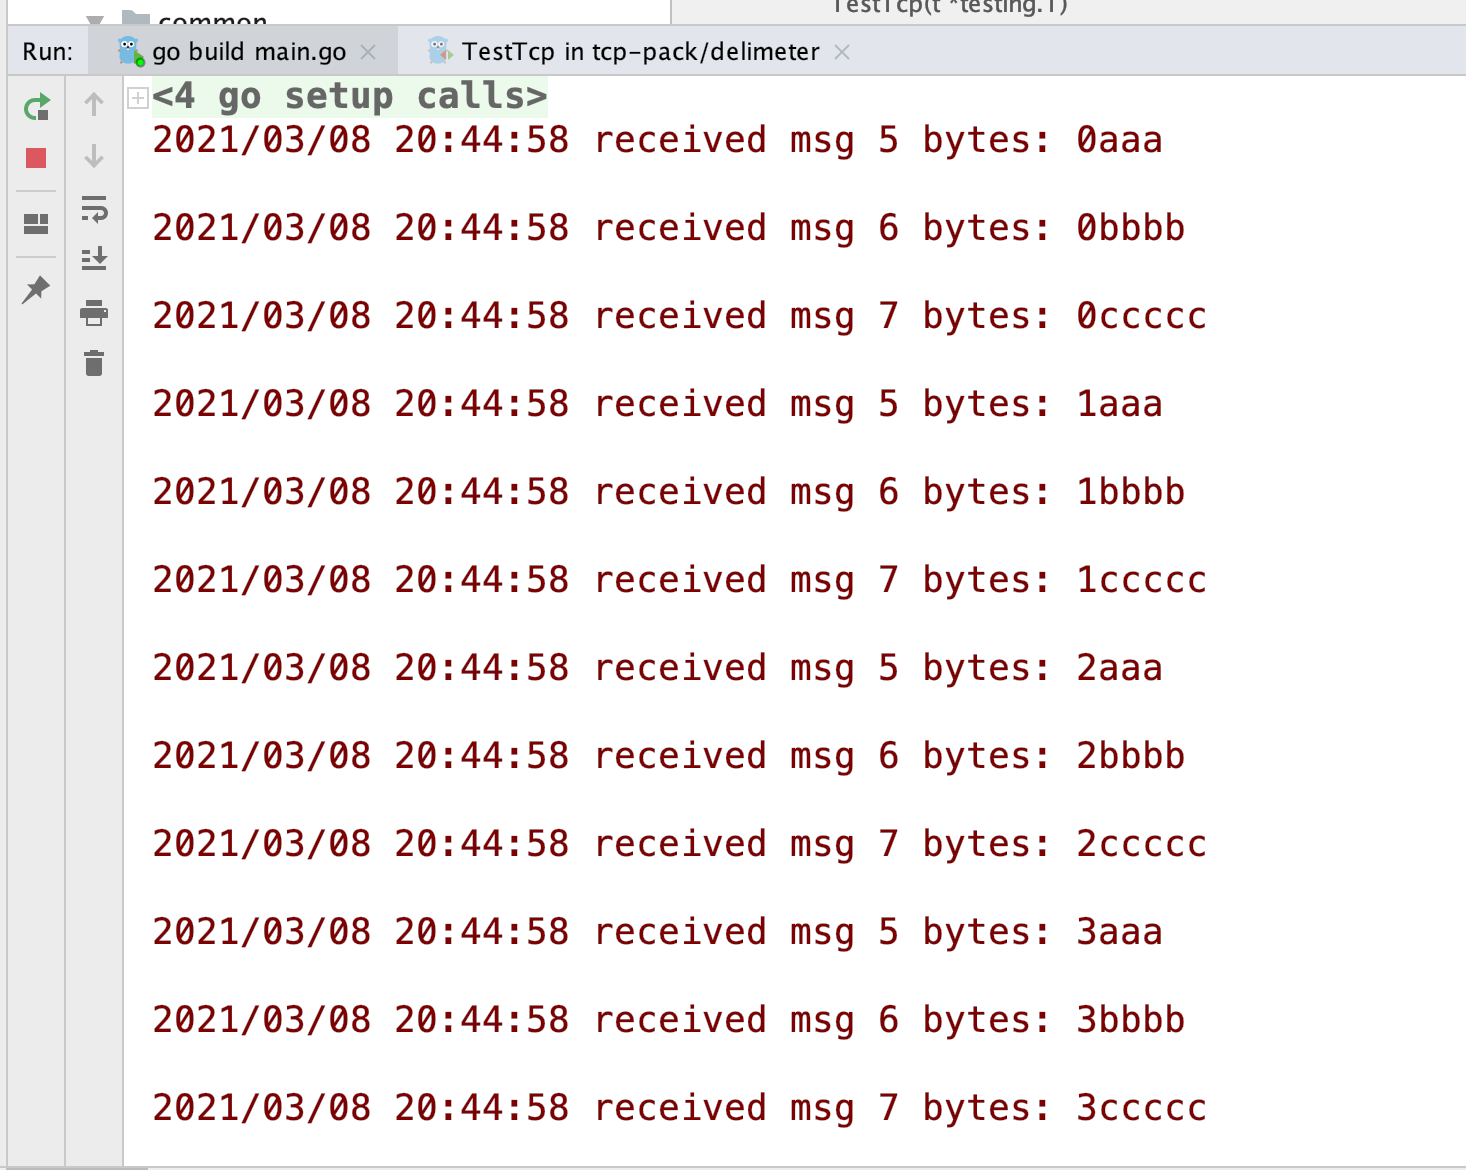 common
TestTcp(t *testing.T)
Run: go build main.go TestTcp in tcp-pack/delimeter
<4 go setup calls>
2021/03/08 20:44:58 received msg 5 bytes: 0aaa
2021/03/08 20:44:58 received msg 6 bytes: 0bbbb
2021/03/08 20:44:58 received msg 7 bytes: 0ccccc
2021/03/08 20:44:58 received msg 5 bytes: 1aaa
2021/03/08 20:44:58 received msg 6 bytes: 1bbbb
2021/03/08 20:44:58 received msg 7 bytes: 1ccccc
2021/03/08 20:44:58 received msg 5 bytes: 2aaa
2021/03/08 20:44:58 received msg 6 bytes: 2bbbb
2021/03/08 20:44:58 received msg 7 bytes: 2ccccc
2021/03/08 20:44:58 received msg 5 bytes: 3aaa
2021/03/08 20:44:58 received msg 6 bytes: 3bbbb
2021/03/08 20:44:58 received msg 7 bytes: 3ccccc